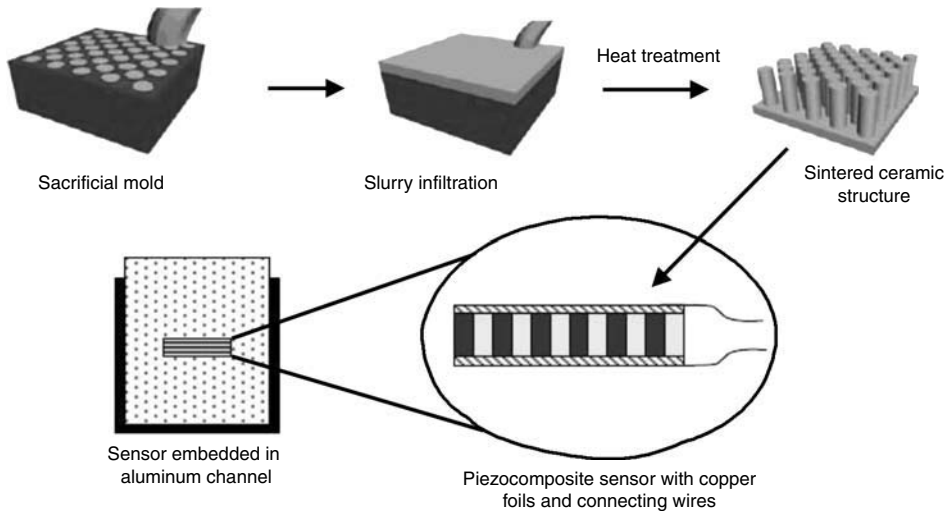 Heat treatment
Sacrificial mold
Slurry infiltration
Sintered ceramic
structure
Sensor embedded in
aluminum channel
Piezocomposite sensor with copper
foils and connecting wires